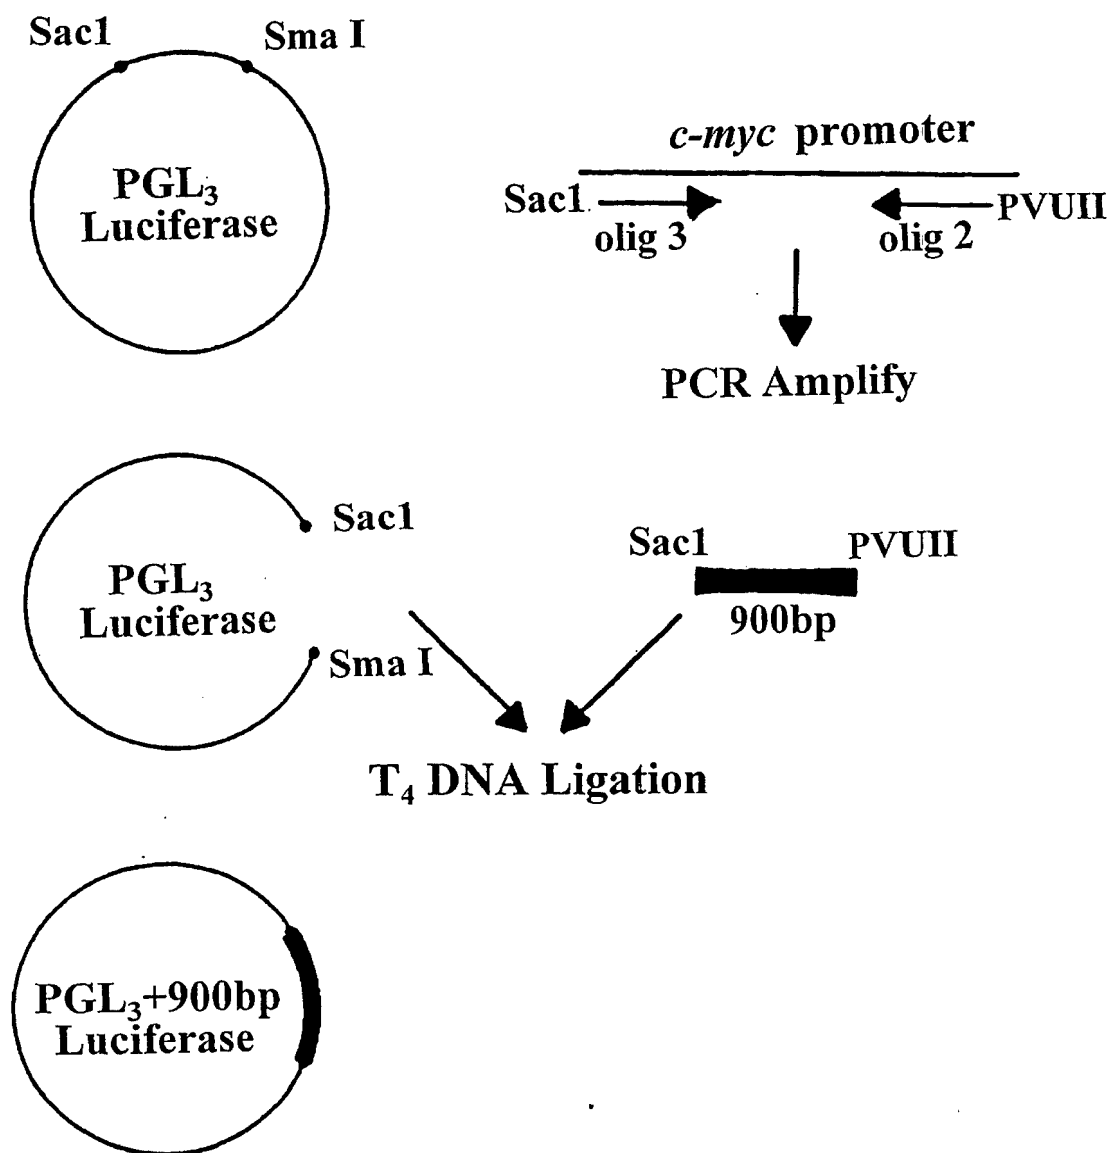 Sac1
Sma I
PGL₃
Luciferase
c-myc promoter
Sac1
PVUII
olig 3
olig 2
PCR Amplify
Sac1
PGL₃
Luciferase
Sma I
Sac1
PVUII
900bp
T₄ DNA Ligation
PGL₃+900bp
Luciferase